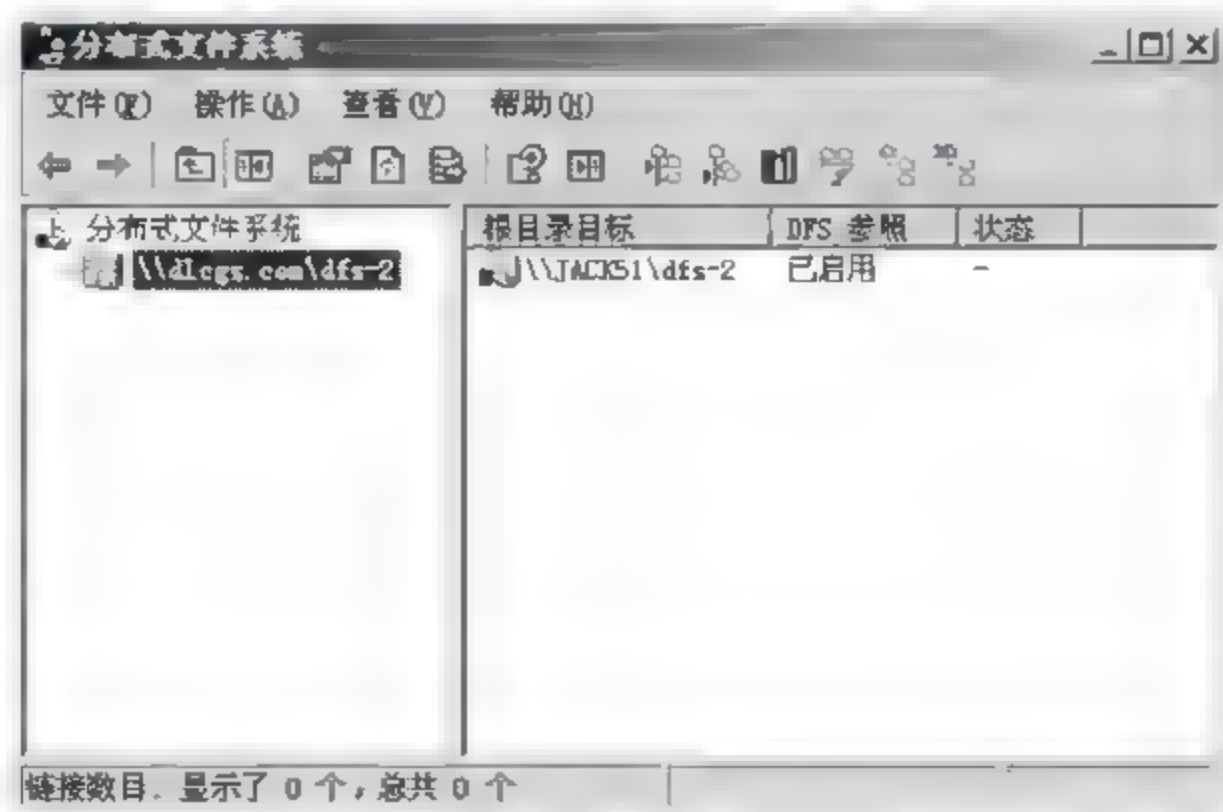 分布式文件系统
文件(F) 操作(A) 查看(V) 帮助(H)
分布式文件系统
\\dlcgs.com\dfs-2
根目录目标 DFS 参照 状态
\\JACK51\dfs-2 已启用 -
链接数目. 显示了 0 个, 总共 0 个